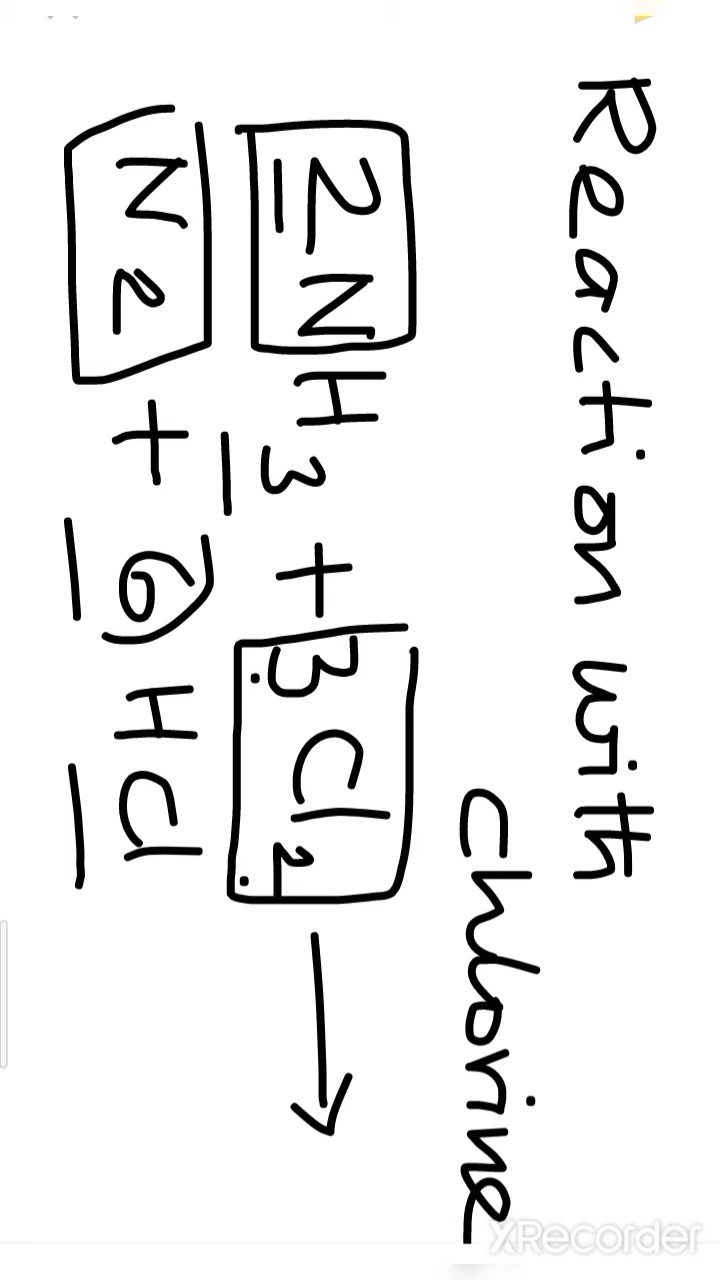 Reaction with
chlorine
2NH3 + 3Cl2 →
N2 + 6HCl
XRecorder